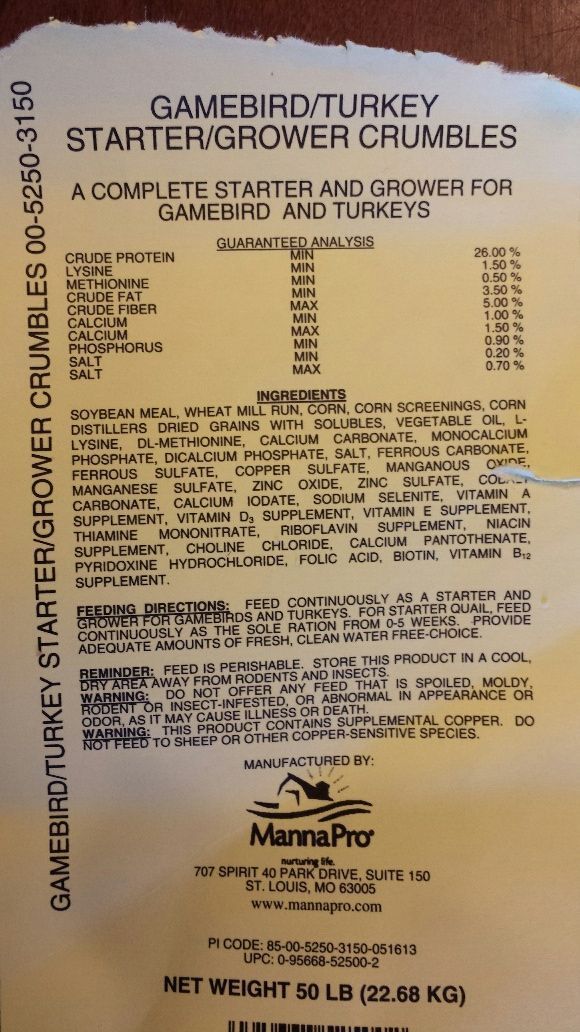 GAMEBIRD/TURKEY STARTER/GROWER CRUMBLES 00-5250-3150
GAMEBIRD/TURKEY
STARTER/GROWER CRUMBLES
A COMPLETE STARTER AND GROWER FOR
GAMEBIRD AND TURKEYS
GUARANTEED ANALYSIS
CRUDE PROTEIN MIN 26.00 %
LYSINE MIN 1.50 %
METHIONINE MIN 0.50 %
CRUDE FAT MIN 3.50 %
CRUDE FIBER MAX 5.00 %
CALCIUM MIN 1.00 %
CALCIUM MAX 1.50 %
PHOSPHORUS MIN 0.90 %
SALT MIN 0.20 %
SALT MAX 0.70 %
INGREDIENTS
SOYBEAN MEAL, WHEAT MILL RUN, CORN, CORN SCREENINGS, CORN
DISTILLERS DRIED GRAINS WITH SOLUBLES, VEGETABLE OIL, L-
LYSINE, DL-METHIONINE, CALCIUM CARBONATE, MONOCALCIUM
PHOSPHATE, DICALCIUM PHOSPHATE, SALT, FERROUS CARBONATE,
FERROUS SULFATE, COPPER SULFATE, MANGANOUS OXIDE,
MANGANESE SULFATE, ZINC OXIDE, ZINC SULFATE, COBALT
CARBONATE, CALCIUM IODATE, SODIUM SELENITE, VITAMIN A
SUPPLEMENT, VITAMIN D3 SUPPLEMENT, VITAMIN E SUPPLEMENT,
THIAMINE MONONITRATE, RIBOFLAVIN SUPPLEMENT, NIACIN
SUPPLEMENT, CHOLINE CHLORIDE, CALCIUM PANTOTHENATE,
PYRIDOXINE HYDROCHLORIDE, FOLIC ACID, BIOTIN, VITAMIN B12
SUPPLEMENT.
FEEDING DIRECTIONS: FEED CONTINUOUSLY AS A STARTER AND
GROWER FOR GAMEBIRDS AND TURKEYS. FOR STARTER QUAIL, FEED
CONTINUOUSLY AS THE SOLE RATION FROM 0-5 WEEKS. PROVIDE
ADEQUATE AMOUNTS OF FRESH, CLEAN WATER FREE-CHOICE.
REMINDER: FEED IS PERISHABLE. STORE THIS PRODUCT IN A COOL,
DRY AREA AWAY FROM RODENTS AND INSECTS.
WARNING: DO NOT OFFER ANY FEED THAT IS SPOILED, MOLDY,
RODENT OR INSECT-INFESTED, OR ABNORMAL IN APPEARANCE OR
ODOR, AS IT MAY CAUSE ILLNESS OR DEATH.
WARNING: THIS PRODUCT CONTAINS SUPPLEMENTAL COPPER. DO
NOT FEED TO SHEEP OR OTHER COPPER-SENSITIVE SPECIES.
MANUFACTURED BY:
MannaPro
nurturing life.
707 SPIRIT 40 PARK DRIVE, SUITE 150
ST. LOUIS, MO 63005
www.mannapro.com
PI CODE: 85-00-5250-3150-051613
UPC: 0-95668-52500-2
NET WEIGHT 50 LB (22.68 KG)